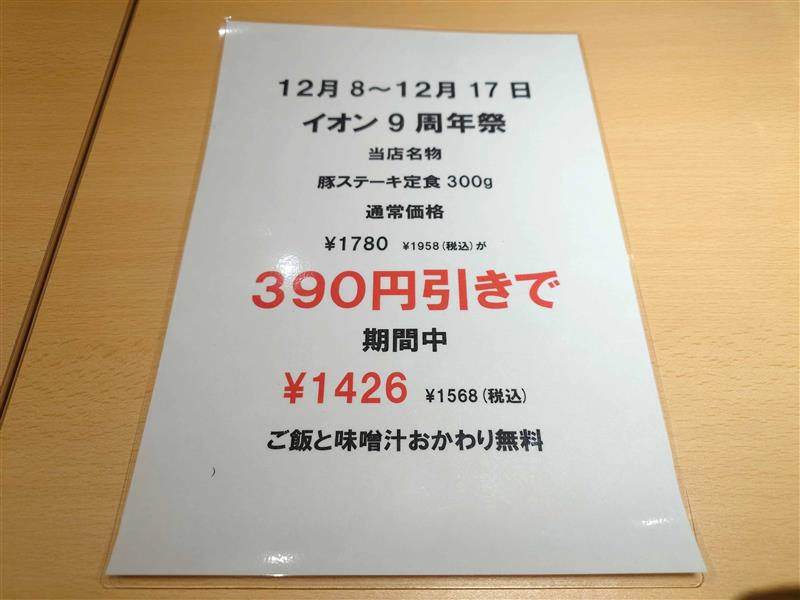 12月 8～12月 17 日
イオン 9 周年祭
当店名物
豚ステーキ定食 300g
通常価格
¥1780 ¥1958(税込)が
390円引きで
期間中
¥1426 ¥1568(税込)
ご飯と味噌汁おかわり無料